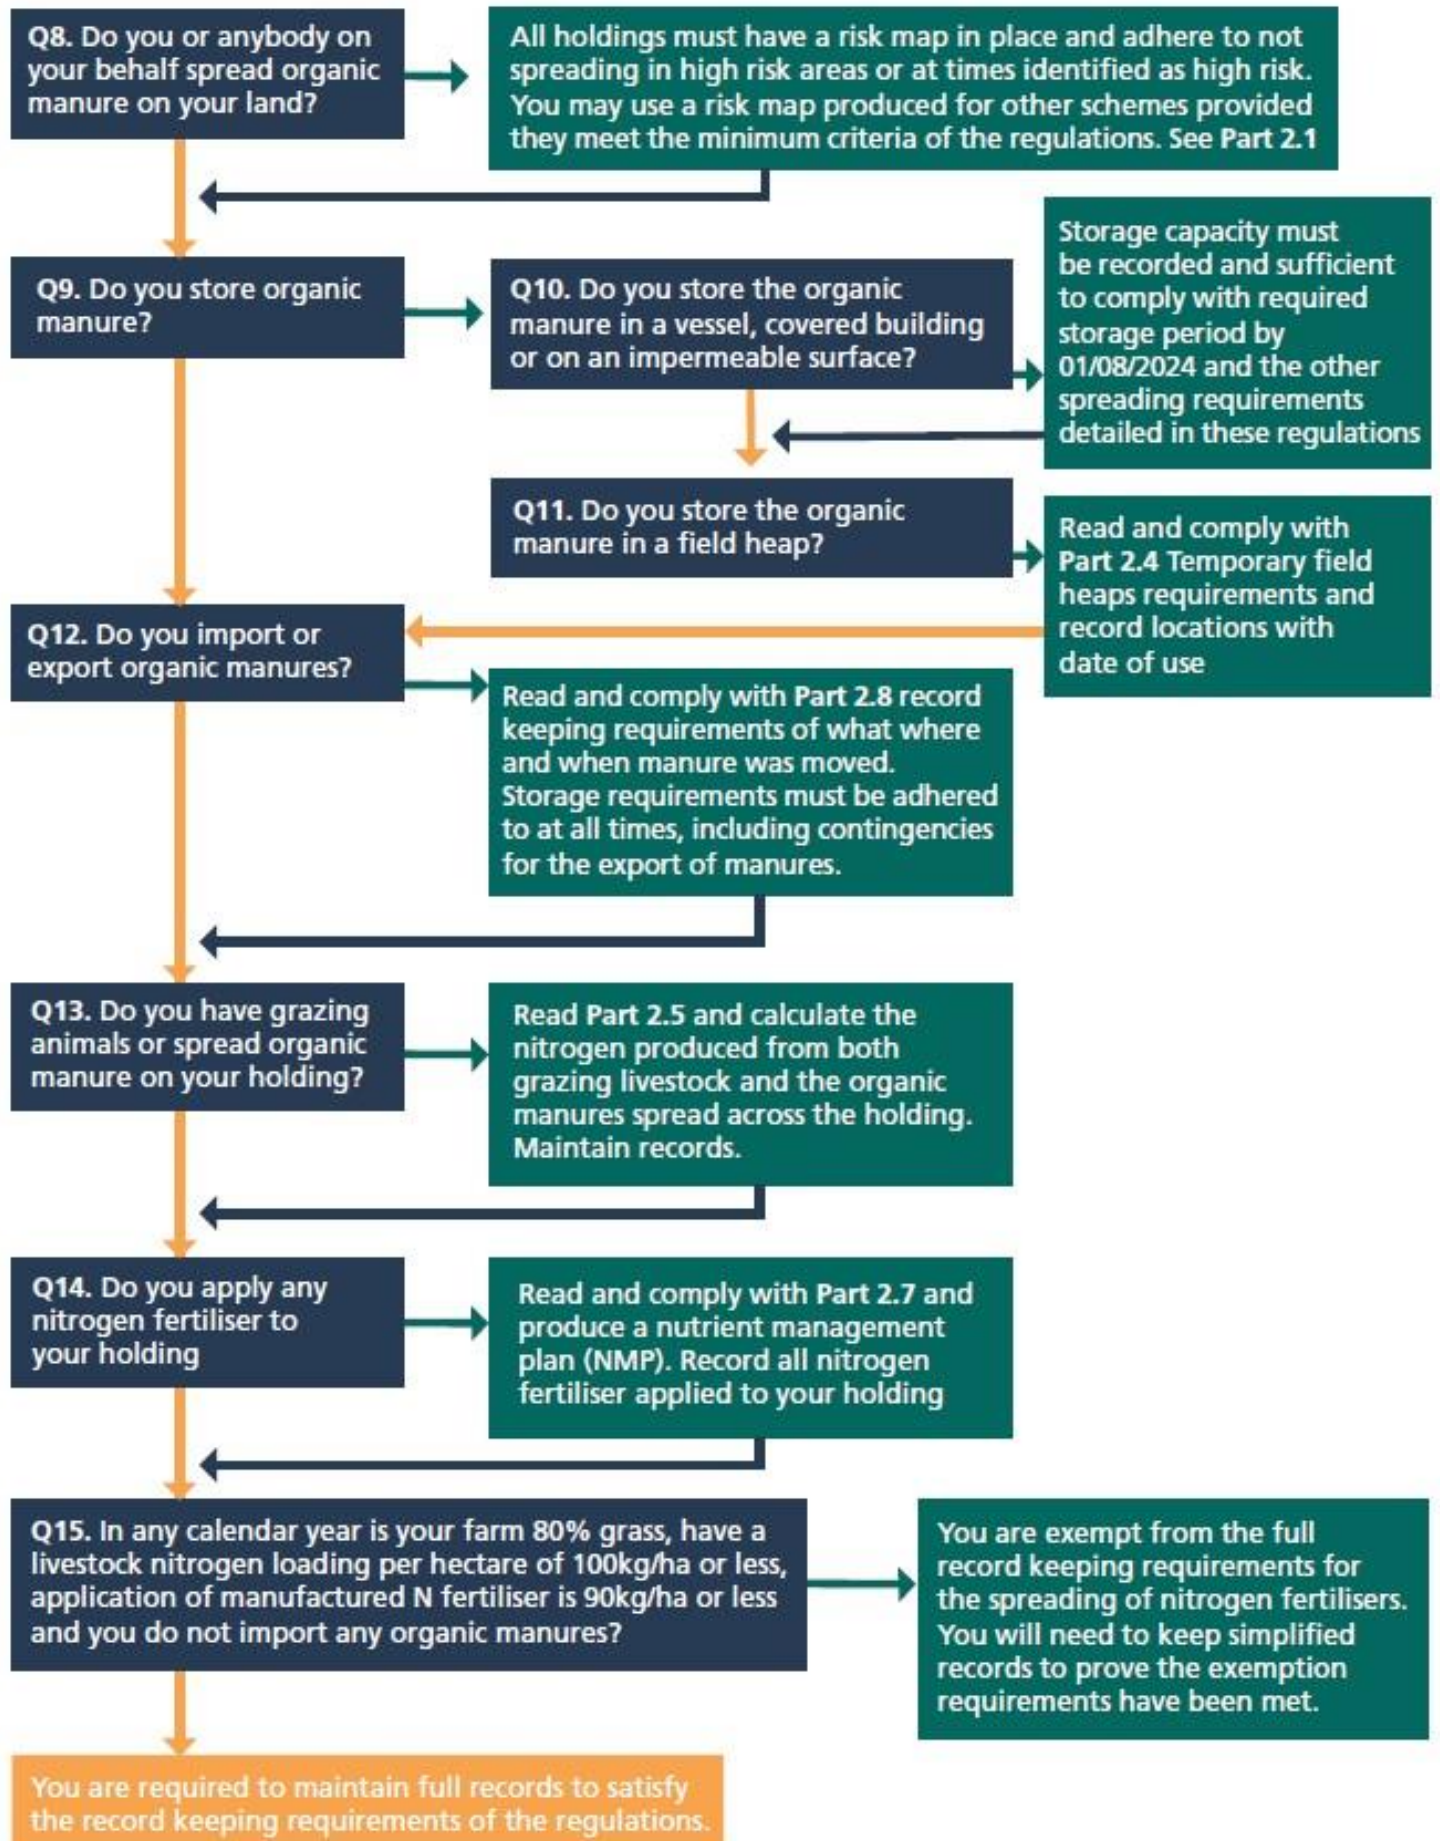 Q8. Do you or anybody on
your behalf spread organic
manure on your land?
All holdings must have a risk map in place and adhere to not
spreading in high risk areas or at times identified as high risk.
You may use a risk map produced for other schemes provided
they meet the minimum criteria of the regulations. See Part 2.1
Q9. Do you store organic
manure?
Q10. Do you store the organic
manure in a vessel, covered building
or on an impermeable surface?
Storage capacity must
be recorded and sufficient
to comply with required
storage period by
01/08/2024 and the other
spreading requirements
detailed in these regulations
Q11. Do you store the organic
manure in a field heap?
Read and comply with
Part 2.4 Temporary field
heaps requirements and
record locations with
date of use
Q12. Do you import or
export organic manures?
Read and comply with Part 2.8 record
keeping requirements of what where
and when manure was moved.
Storage requirements must be adhered
to at all times, including contingencies
for the export of manures.
Q13. Do you have grazing
animals or spread organic
manure on your holding?
Read Part 2.5 and calculate the
nitrogen produced from both
grazing livestock and the organic
manures spread across the holding.
Maintain records.
Q14. Do you apply any
nitrogen fertiliser to
your holding
Read and comply with Part 2.7 and
produce a nutrient management
plan (NMP). Record all nitrogen
fertiliser applied to your holding
Q15. In any calendar year is your farm 80% grass, have a
livestock nitrogen loading per hectare of 100kg/ha or less,
application of manufactured N fertiliser is 90kg/ha or less
and you do not import any organic manures?
You are exempt from the full
record keeping requirements for
the spreading of nitrogen fertilisers.
You will need to keep simplified
records to prove the exemption
requirements have been met.
You are required to maintain full records to satisfy
the record keeping requirements of the regulations.